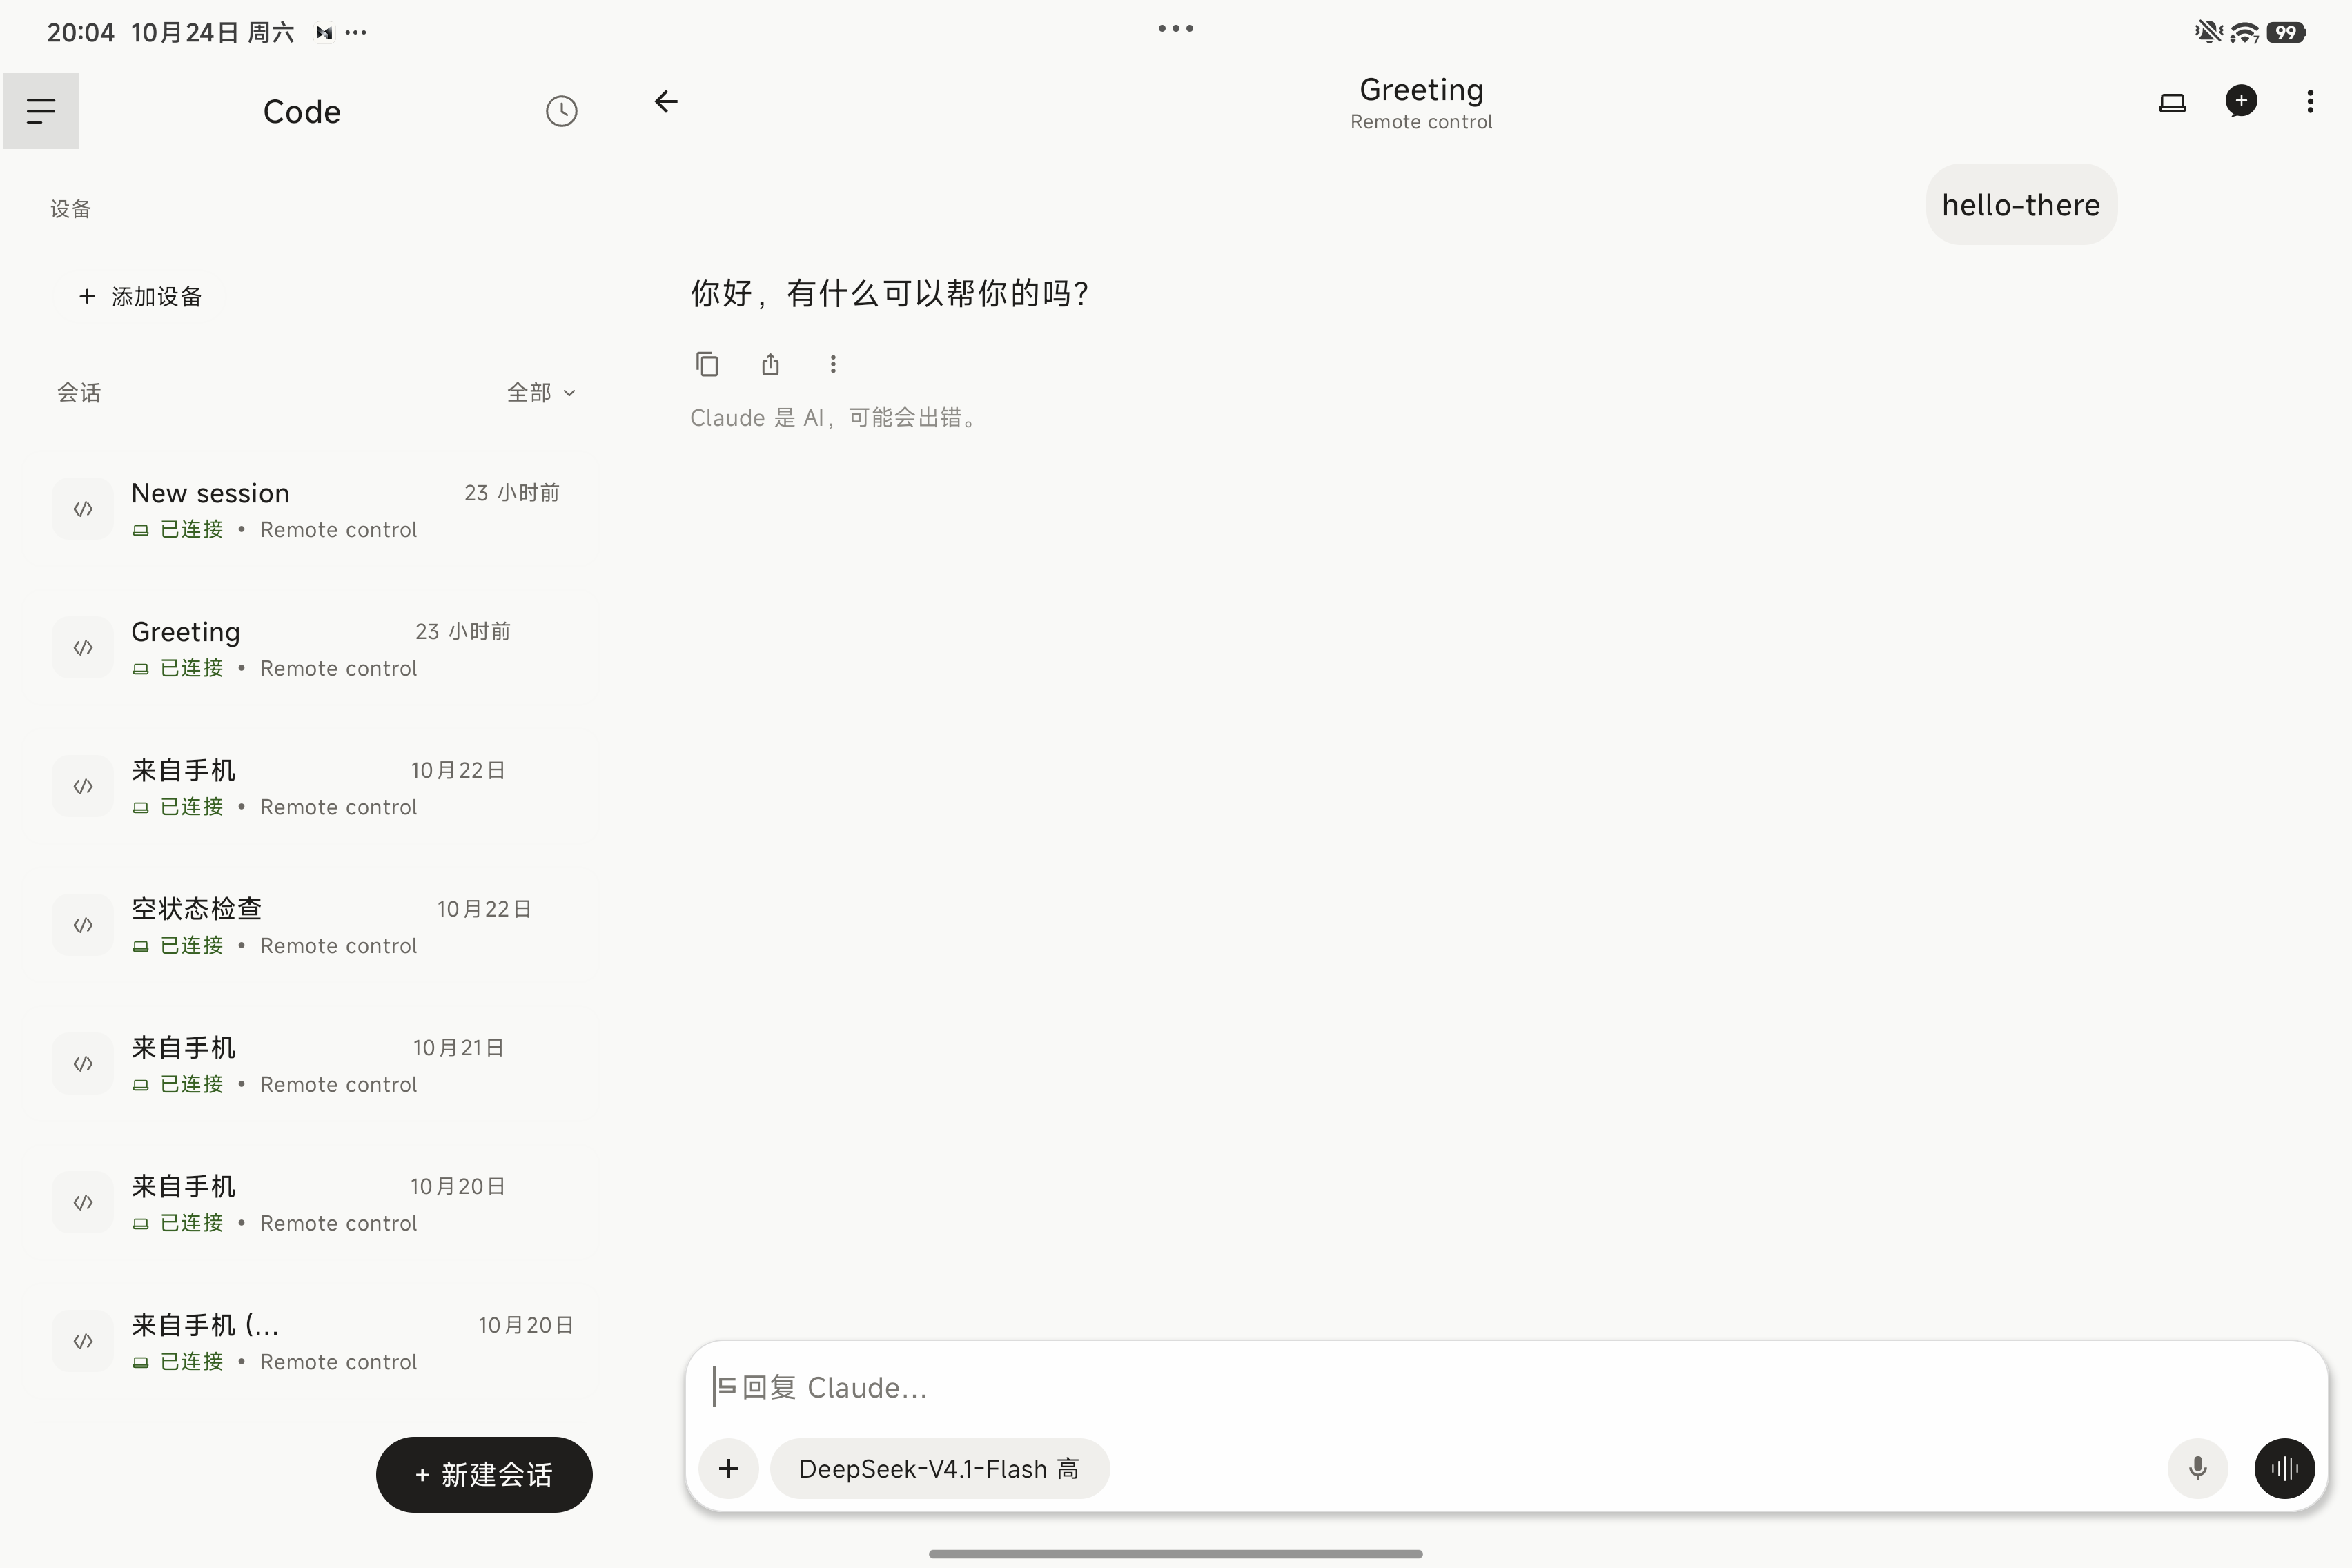 20:04 10月24日 周六
99
Code
设备
+ 添加设备
会话
全部
New session
23 小时前
已连接 • Remote control
Greeting
23 小时前
已连接 • Remote control
来自手机
10月22日
已连接 • Remote control
空状态检查
10月22日
已连接 • Remote control
来自手机
10月21日
已连接 • Remote control
来自手机
10月20日
已连接 • Remote control
来自手机 (...
10月20日
已连接 • Remote control
+ 新建会话
Greeting
Remote control
hello-there
你好，有什么可以帮你的吗？
Claude 是 AI，可能会出错。
回复 Claude...
DeepSeek-V4.1-Flash 高